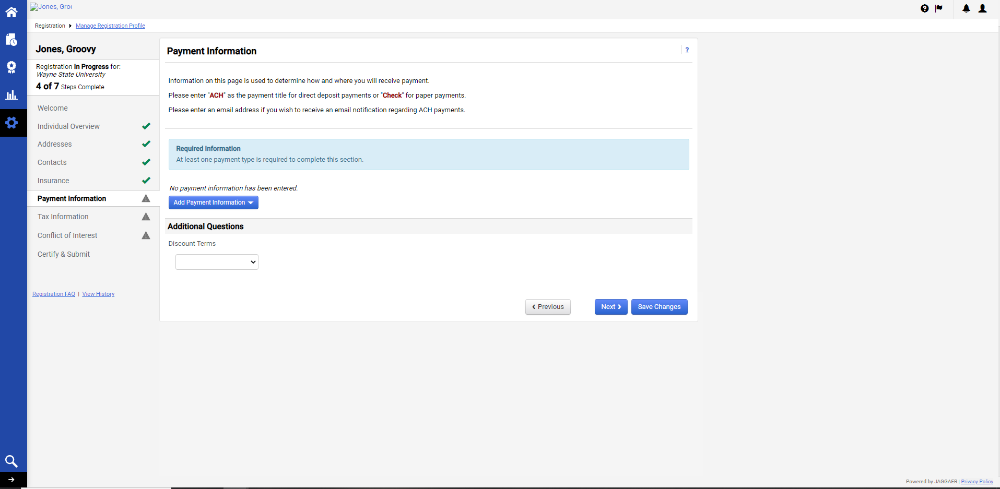 Jones, Groo
Registration
Manage Registration Profile
Jones, Groovy
Registration In Progress for:
Wayne State University
4 of 7 Steps Complete
Welcome
Individual Overview
Addresses
Contacts
Insurance
Payment Information
Tax Information
Conflict of Interest
Certify & Submit
Registration FAQ | View History
Payment Information
?
Information on this page is used to determine how and where you will receive payment.
Please enter "ACH" as the payment title for direct deposit payments or "Check" for paper payments.
Please enter an email address if you wish to receive an email notification regarding ACH payments.
Required Information
At least one payment type is required to complete this section.
No payment information has been entered.
Add Payment Information
Additional Questions
Discount Terms
Previous
Next
Save Changes
Powered by JAGGAER | Privacy Policy